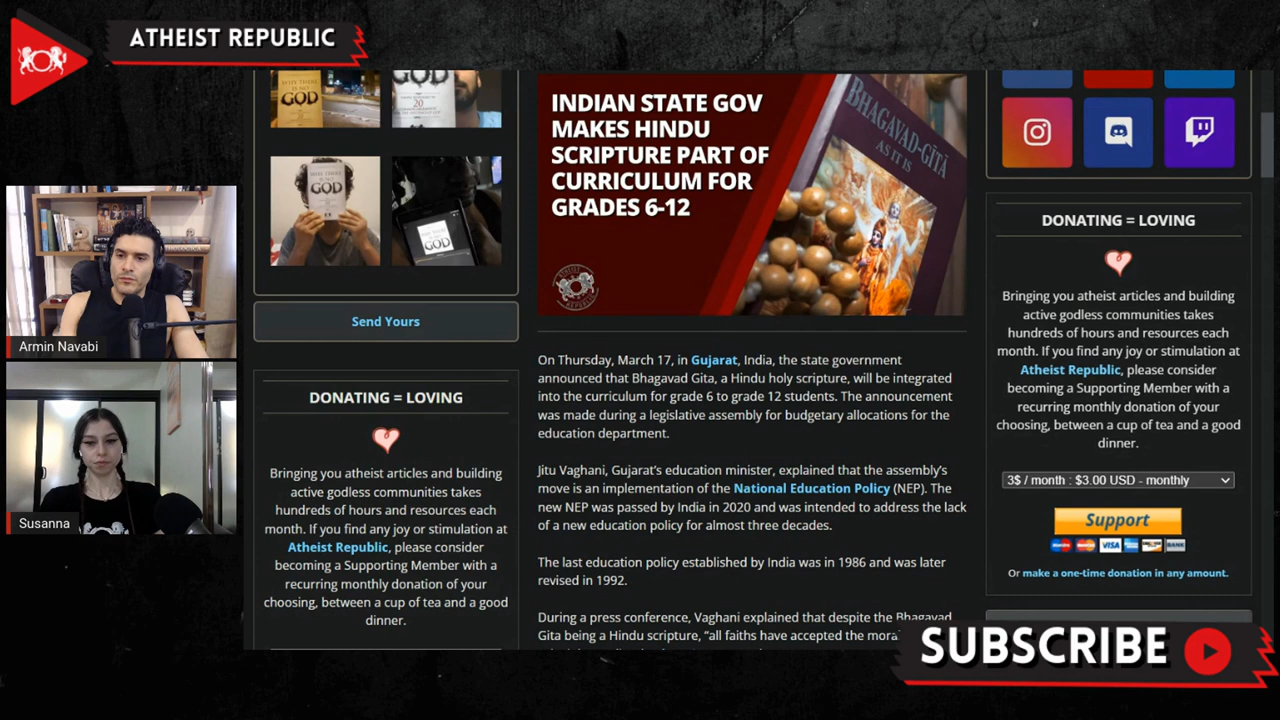 ATHEIST REPUBLIC
GOD
GOD
20
WHY THERE
IS NO
GOD
GOD
Send Yours
DONATING = LOVING
Bringing you atheist articles and building
active godless communities takes
hundreds of hours and resources each
month. If you find any joy or stimulation at
Atheist Republic, please consider
becoming a Supporting Member with a
recurring monthly donation of your
choosing, between a cup of tea and a good
dinner.
INDIAN STATE GOV
MAKES HINDU
SCRIPTURE PART OF
CURRICULUM FOR
GRADES 6-12
BHAGAVAD-GĪTĀ
AS IT IS
On Thursday, March 17, in Gujarat, India, the state government
announced that Bhagavad Gita, a Hindu holy scripture, will be integrated
into the curriculum for grade 6 to grade 12 students. The announcement
was made during a legislative assembly for budgetary allocations for the
education department.
Jitu Vaghani, Gujarat’s education minister, explained that the assembly’s
move is an implementation of the National Education Policy (NEP). The
new NEP was passed by India in 2020 and was intended to address the lack
of a new education policy for almost three decades.
The last education policy established by India was in 1986 and was later
revised in 1992.
During a press conference, Vaghani explained that despite the Bhagavad
Gita being a Hindu scripture, “all faiths have accepted the mora
DONATING = LOVING
Bringing you atheist articles and building
active godless communities takes
hundreds of hours and resources each
month. If you find any joy or stimulation at
Atheist Republic, please consider
becoming a Supporting Member with a
recurring monthly donation of your
choosing, between a cup of tea and a good
dinner.
3$ / month : $3.00 USD - monthly
Support
VISA
BANK
Or make a one-time donation in any amount.
Armin Navabi
Susanna
SUBSCRIBE